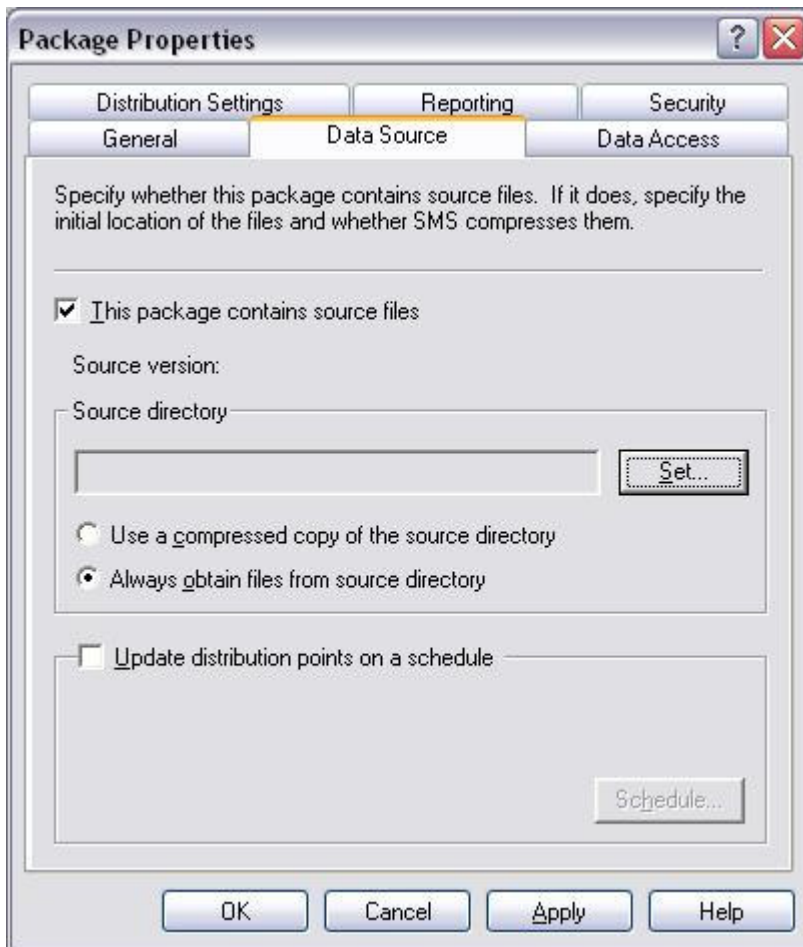 Package Properties
?
Distribution Settings Reporting Security
General Data Source Data Access
Specify whether this package contains source files. If it does, specify the
initial location of the files and whether SMS compresses them.
This package contains source files
Source version:
Source directory
Set...
Use a compressed copy of the source directory
Always obtain files from source directory
Update distribution points on a schedule
Schedule...
OK Cancel Apply Help